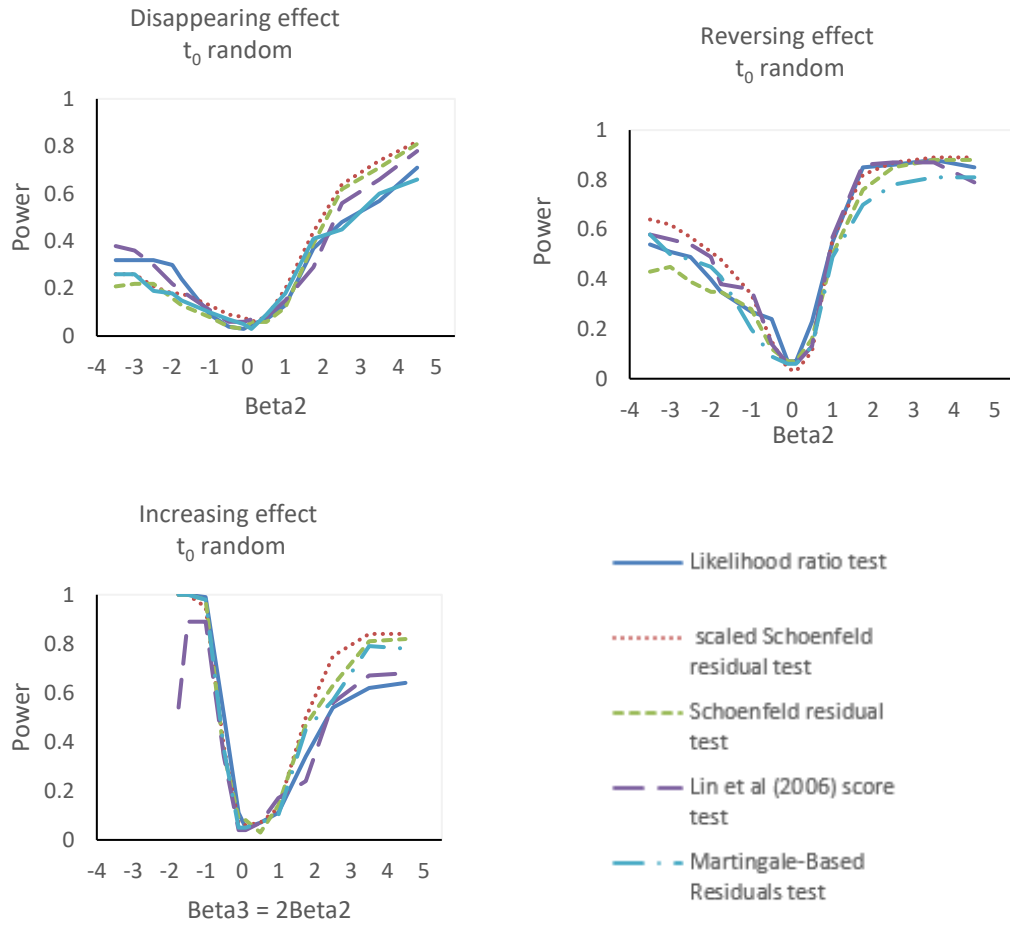 Disappearing effect
t₀ random
1
0.8
0.6
0.4
0.2
0
-4 -3 -2 -1 0 1 2 3 4 5
Power
Beta2
Reversing effect
t₀ random
1
0.8
0.6
0.4
0.2
0
-4 -3 -2 -1 0 1 2 3 4 5
Power
Beta2
Increasing effect
t₀ random
1
0.8
0.6
0.4
0.2
0
-4 -3 -2 -1 0 1 2 3 4 5
Power
Beta3 = 2Beta2
Likelihood ratio test
scaled Schoenfeld
residual test
Schoenfeld residual
test
Lin et al (2006) score
test
Martingale-Based
Residuals test